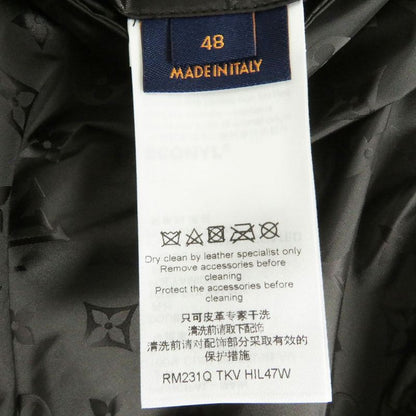 48
MADE IN ITALY
Dry clean by leather specialist only
Remove accessories before
cleaning
Protect the accessories before
cleaning
只可皮革专家干洗
清洗前请取下配饰
清洗前请对配饰部分采取有效的
保护措施
RM231Q TKV HIL47W